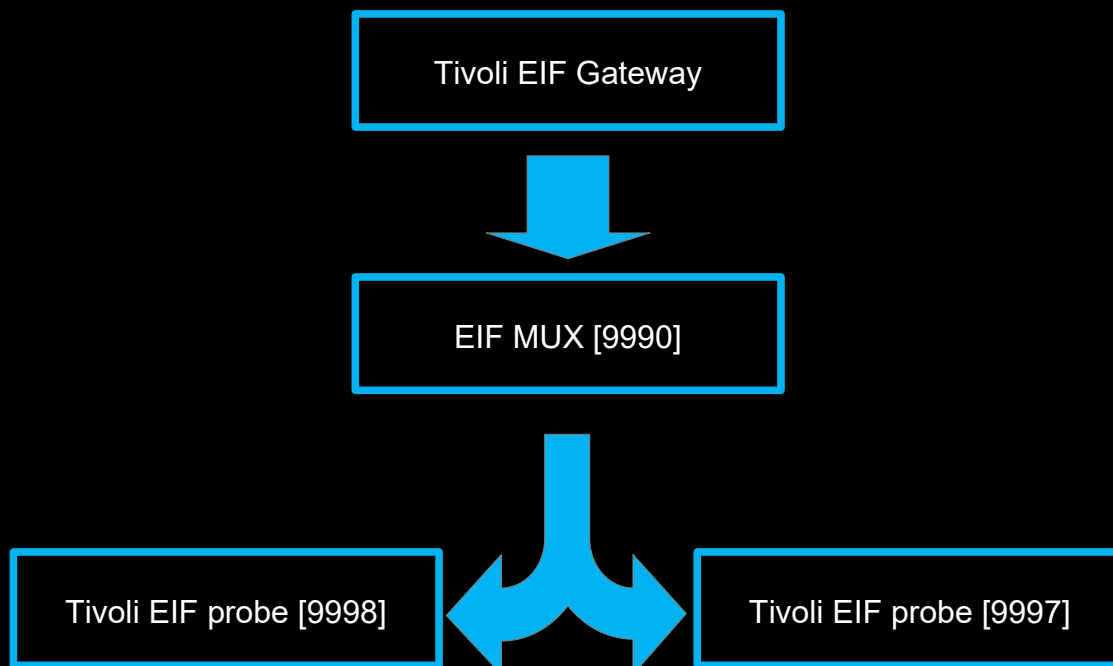 Tivoli EIF Gateway
EIF MUX [9990]
Tivoli EIF probe [9998]
Tivoli EIF probe [9997]